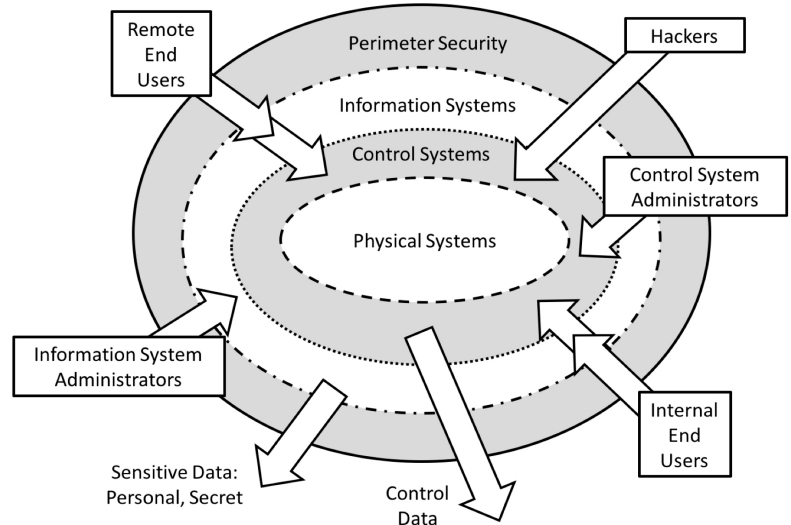 Remote
End
Users
Perimeter Security
Hackers
Information Systems
Control Systems
Control System
Administrators
Physical Systems
Information System
Administrators
Internal
End
Users
Sensitive Data:
Personal, Secret
Control
Data